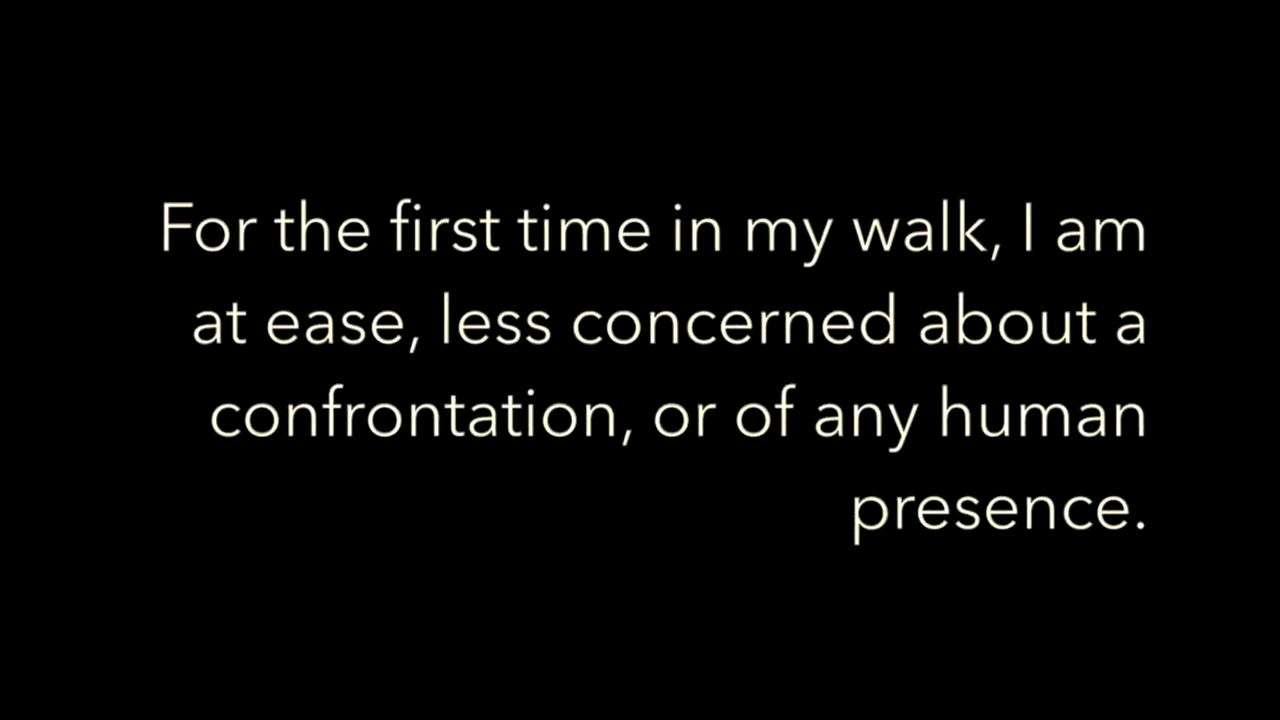 For the first time in my walk, I am
at ease, less concerned about a
confrontation, or of any human
presence.